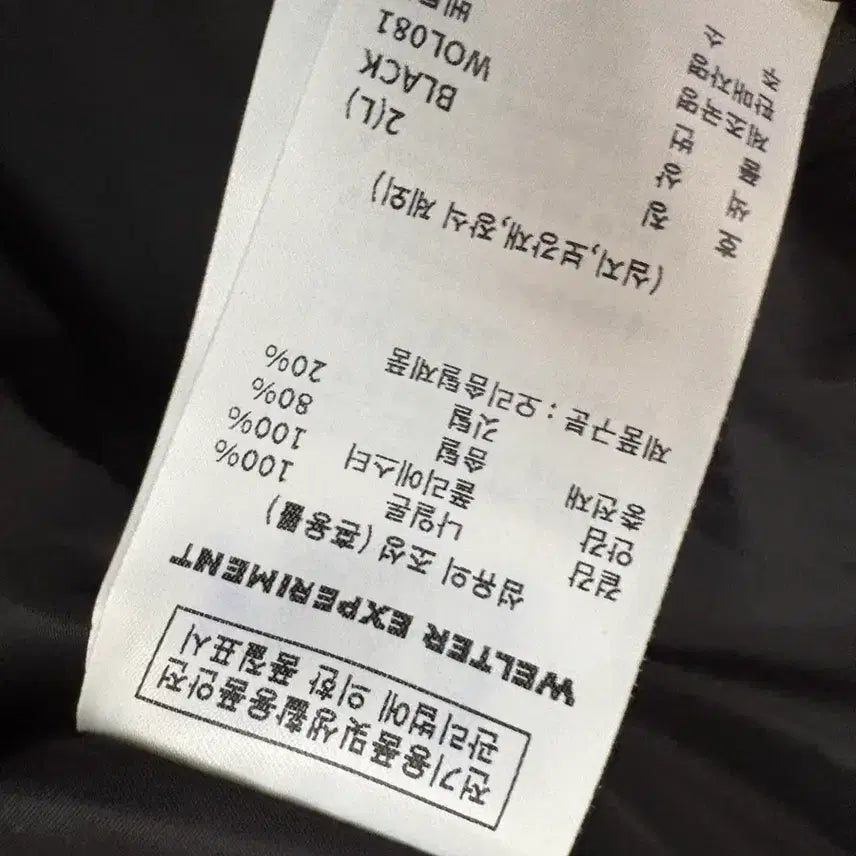 전기용품및생활용품안전
관리법에 의한 품질표시
WELTER EXPERIMENT
섬유의 조성 (혼용률)
겉감 나일론 100%
안감 폴리에스터 100%
충전재 솜털 80%
깃털 20%
제품구분 : 오리솜털제품
(심지,보강재,장식 제외)
호 칭 2(L)
색 상 BLACK
품 번 WOL081
제조국명
판매자명
주 소